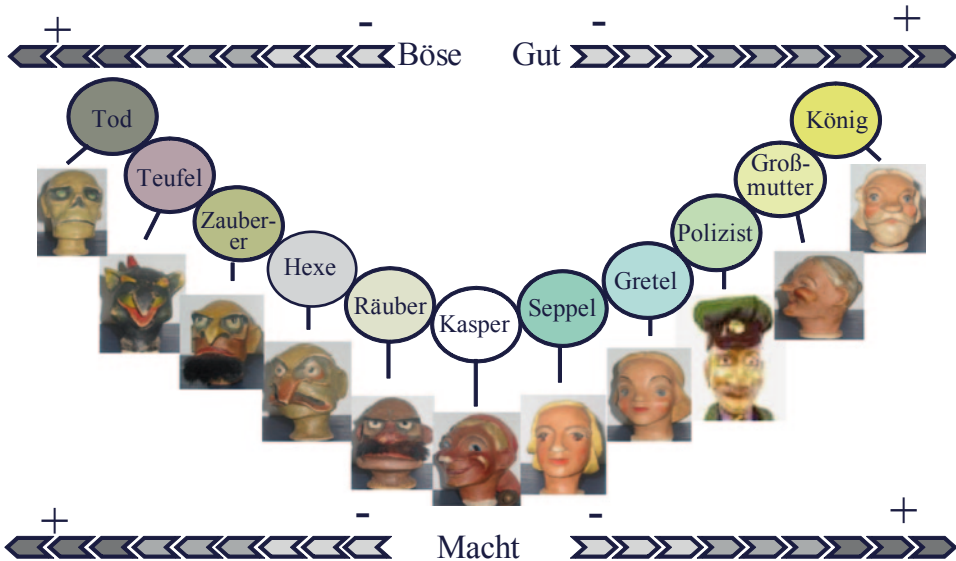 + - - +
Böse Gut
Tod
König
Teufel
Groß-
mutter
Zauber-
er
Polizist
Hexe
Gretel
Räuber
Seppel
Kasper
+ - - +
Macht